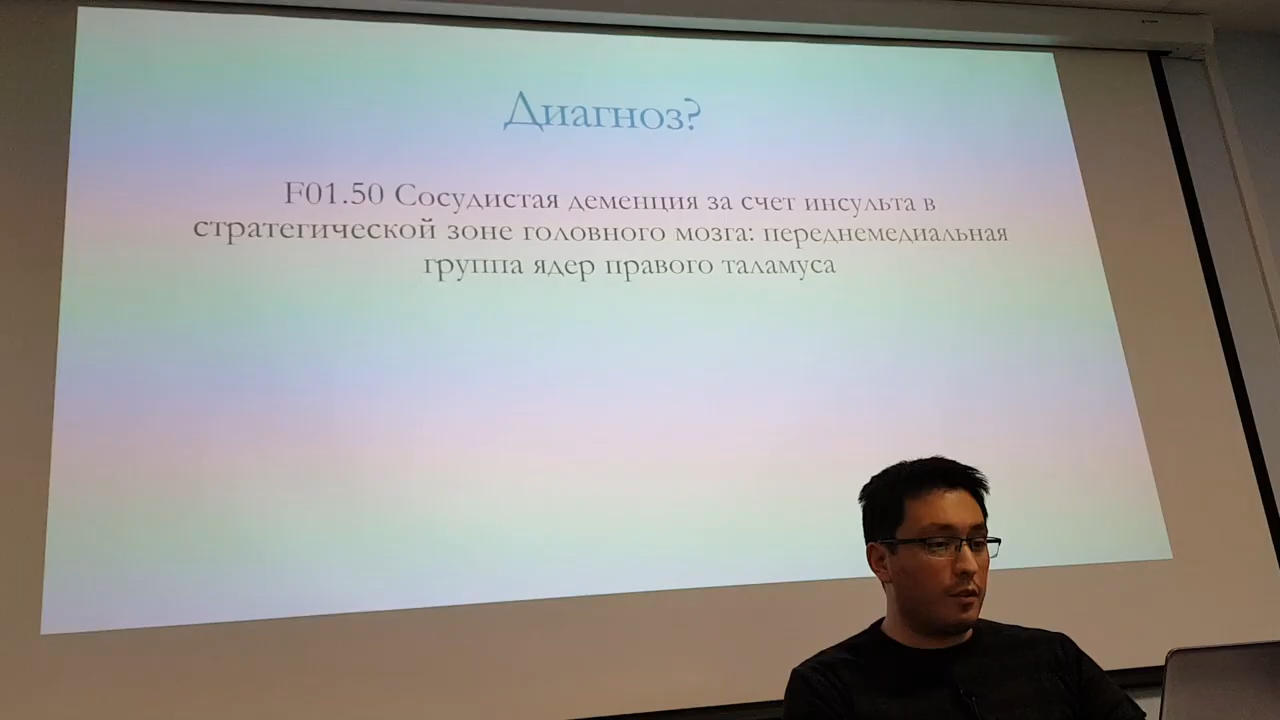 Диагноз?
F01.50 Сосудистая деменция за счет инсульта в
стратегической зоне головного мозга: переднемедиальная
группа ядер правого таламуса